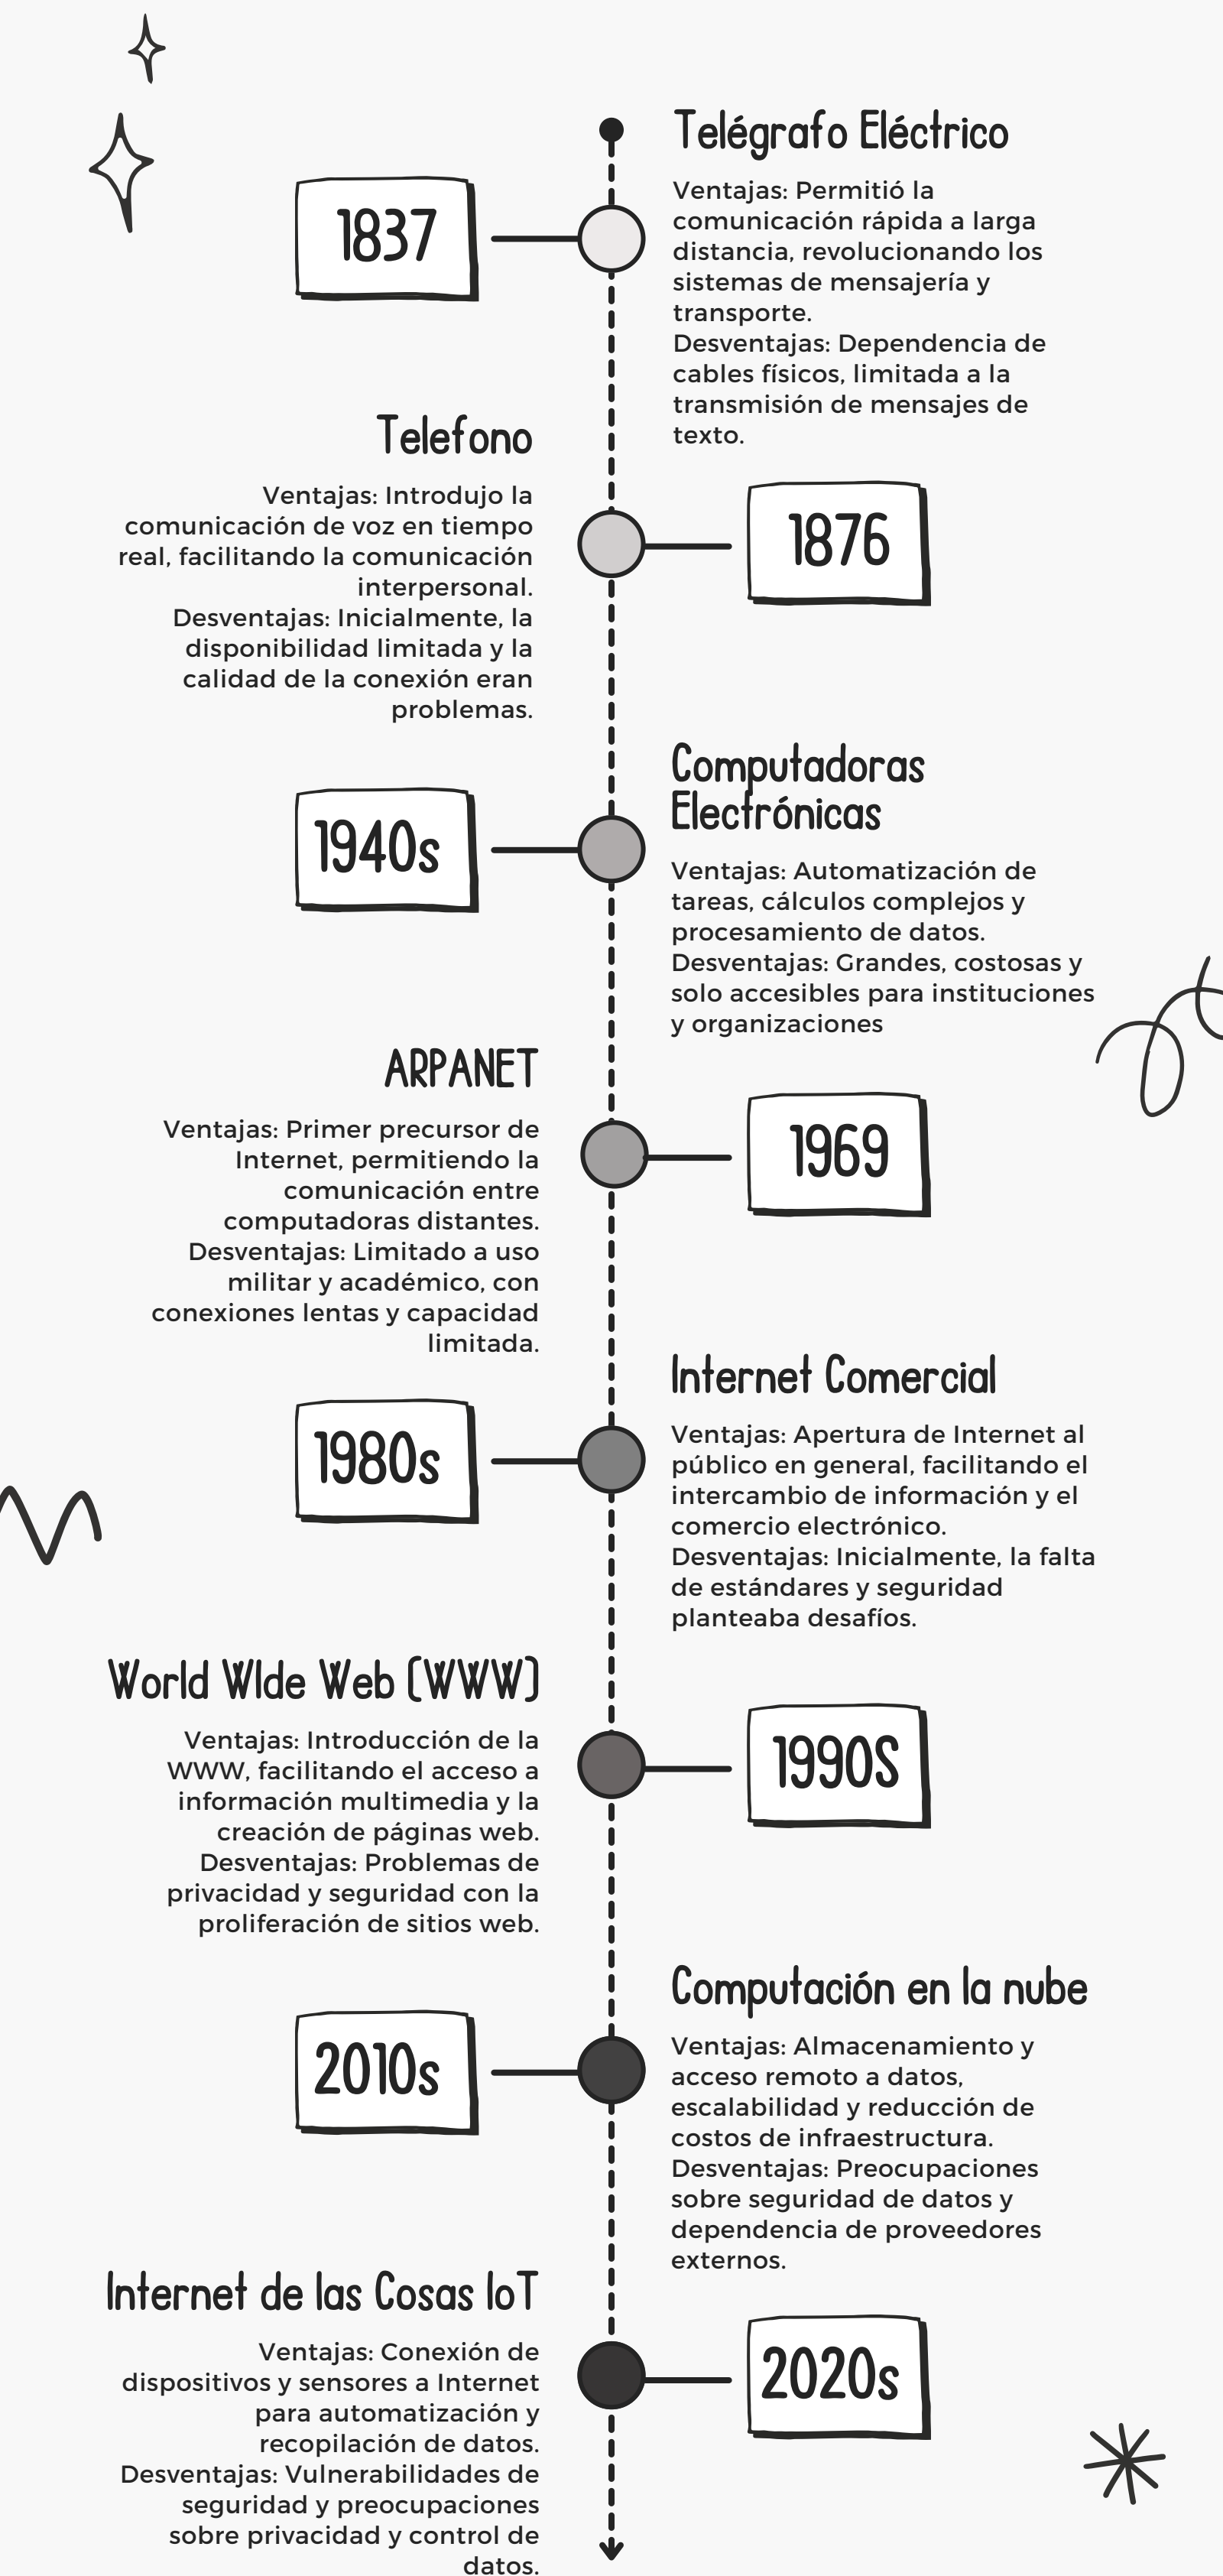 Telégrafo Eléctrico
1837
Ventajas: Permitió la
comunicación rápida a larga
distancia, revolucionando los
sistemas de mensajería y
transporte.
Desventajas: Dependencia de
cables físicos, limitada a la
transmisión de mensajes de
texto.
Telefono
1876
Ventajas: Introdujo la
comunicación de voz en tiempo
real, facilitando la comunicación
interpersonal.
Desventajas: Inicialmente, la
disponibilidad limitada y la
calidad de la conexión eran
problemas.
Computadoras
Electrónicas
1940s
Ventajas: Automatización de
tareas, cálculos complejos y
procesamiento de datos.
Desventajas: Grandes, costosas y
solo accesibles para instituciones
y organizaciones
ARPANET
1969
Ventajas: Primer precursor de
Internet, permitiendo la
comunicación entre
computadoras distantes.
Desventajas: Limitado a uso
militar y académico, con
conexiones lentas y capacidad
limitada.
Internet Comercial
1980s
Ventajas: Apertura de Internet al
público en general, facilitando el
intercambio de información y el
comercio electrónico.
Desventajas: Inicialmente, la falta
de estándares y seguridad
planteaba desafíos.
World WIde Web (WWW)
1990S
Ventajas: Introducción de la
WWW, facilitando el acceso a
información multimedia y la
creación de páginas web.
Desventajas: Problemas de
privacidad y seguridad con la
proliferación de sitios web.
Computación en la nube
2010s
Ventajas: Almacenamiento y
acceso remoto a datos,
escalabilidad y reducción de
costos de infraestructura.
Desventajas: Preocupaciones
sobre seguridad de datos y
dependencia de proveedores
externos.
Internet de las Cosas IoT
2020s
Ventajas: Conexión de
dispositivos y sensores a Internet
para automatización y
recopilación de datos.
Desventajas: Vulnerabilidades de
seguridad y preocupaciones
sobre privacidad y control de
datos.